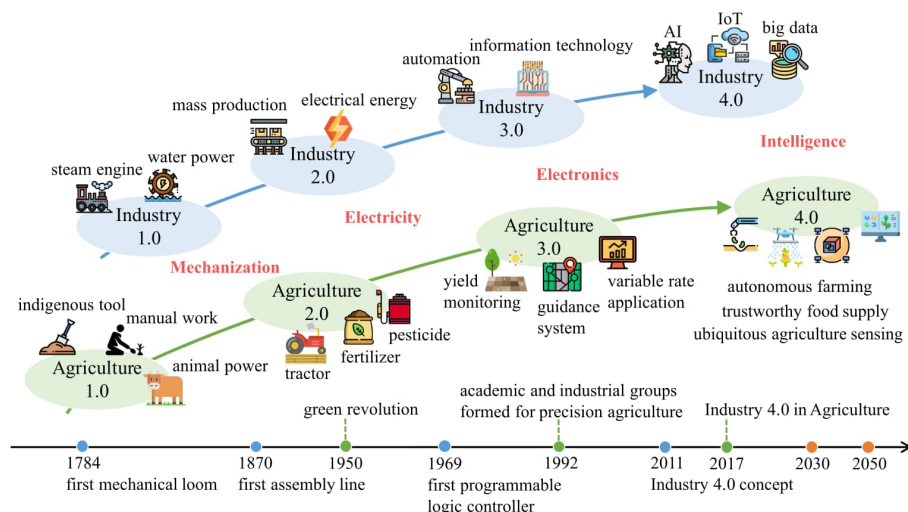 AI
IoT
big data
Industry
4.0
automation
information technology
Industry
3.0
mass production
electrical energy
Industry
2.0
steam engine
water power
Industry
1.0
Mechanization
Electricity
Electronics
Intelligence
Agriculture
4.0
autonomous farming
trustworthy food supply
ubiquitous agriculture sensing
Agriculture
3.0
yield
monitoring
guidance
system
variable rate
application
Agriculture
2.0
tractor
fertilizer
pesticide
indigenous tool
manual work
animal power
Agriculture
1.0
green revolution
academic and industrial groups
formed for precision agriculture
Industry 4.0 in Agriculture
1784
1870
1950
1969
1992
2011
2017
2030
2050
first mechanical loom
first assembly line
first programmable
logic controller
Industry 4.0 concept